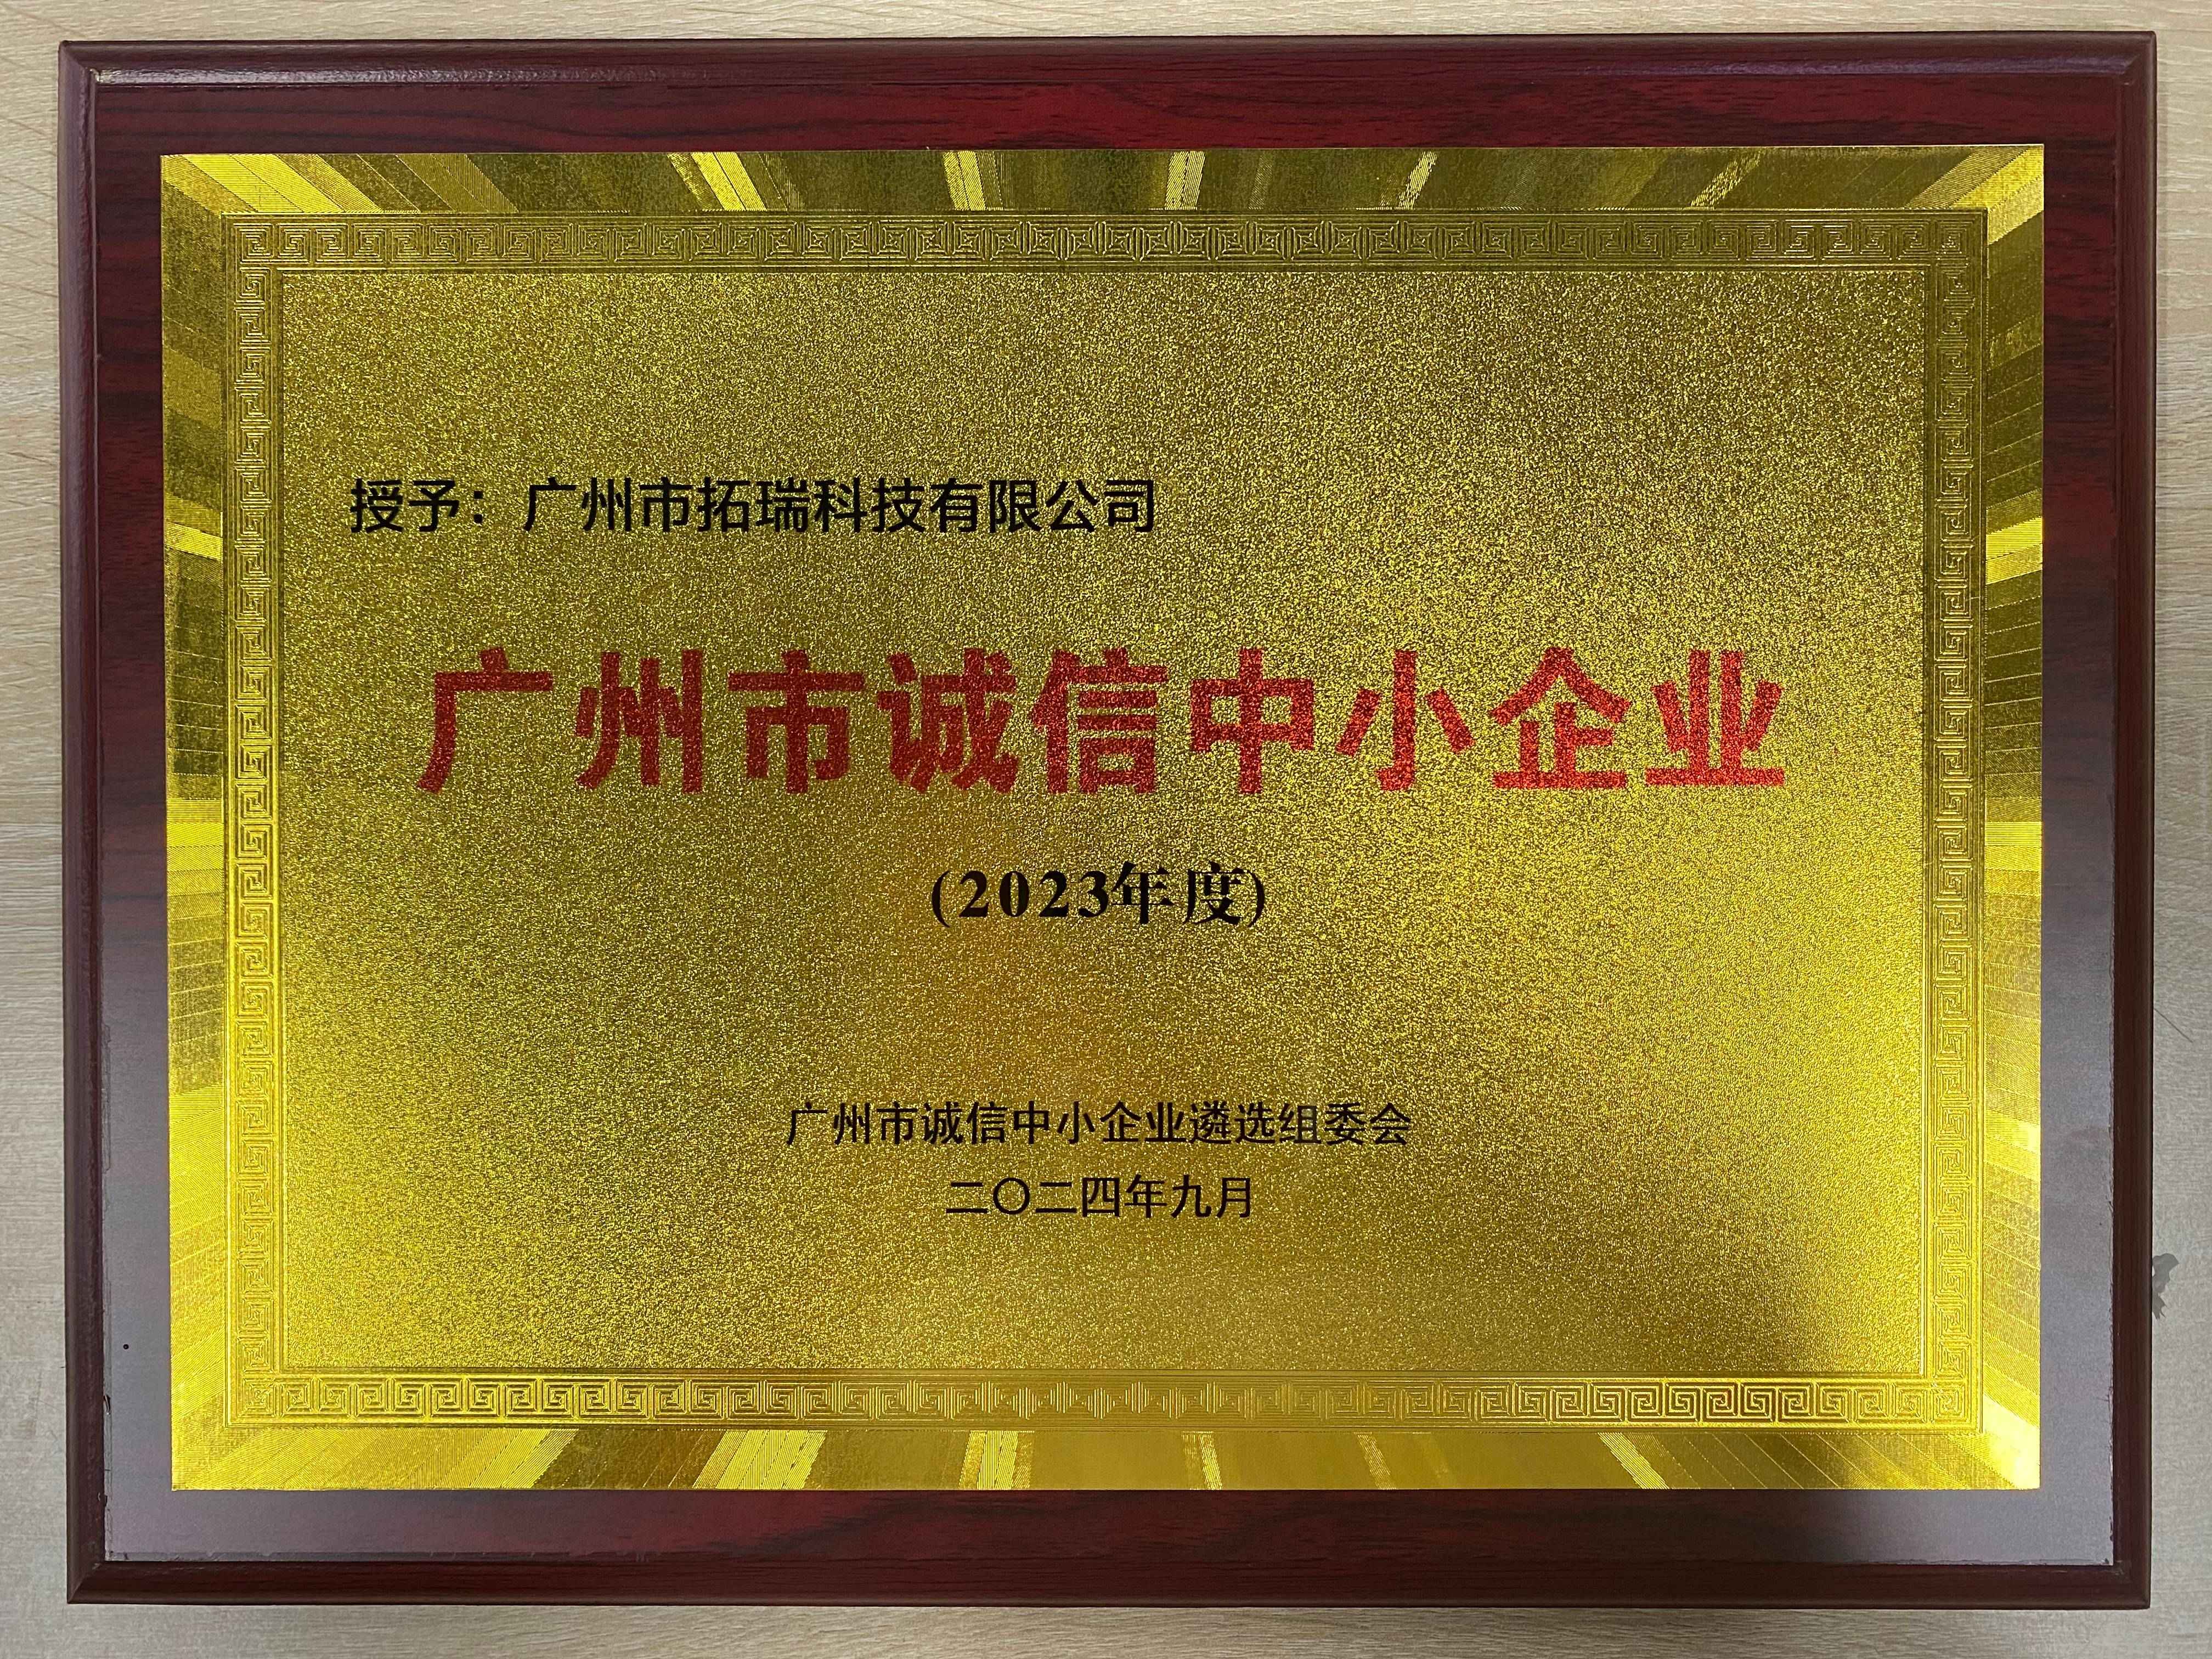 授予：广州市拓瑞科技有限公司
广州市诚信中小企业
(2023年度)
广州市诚信中小企业遴选组委会
二〇二四年九月